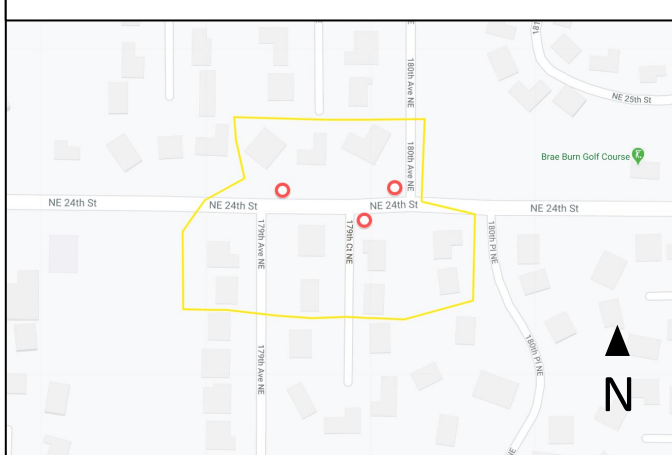 180th Ave NE
187
NE 25th St
180th Ave NE
Brae Burn Golf Course
NE 24th St
NE 24th St
NE 24th St
NE 24th St
179th Ave NE
179th Ct NE
180th Pl NE
179th Ave NE
180th Pl NE
N